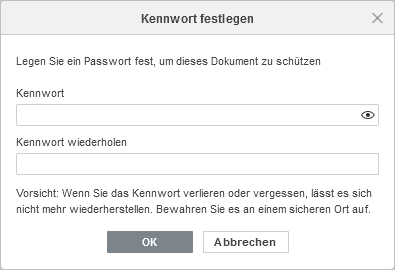 Kennwort festlegen
Legen Sie ein Passwort fest, um dieses Dokument zu schützen
Kennwort
Kennwort wiederholen
Vorsicht: Wenn Sie das Kennwort verlieren oder vergessen, lässt es sich
nicht mehr wiederherstellen. Bewahren Sie es an einem sicheren Ort auf.
OK
Abbrechen